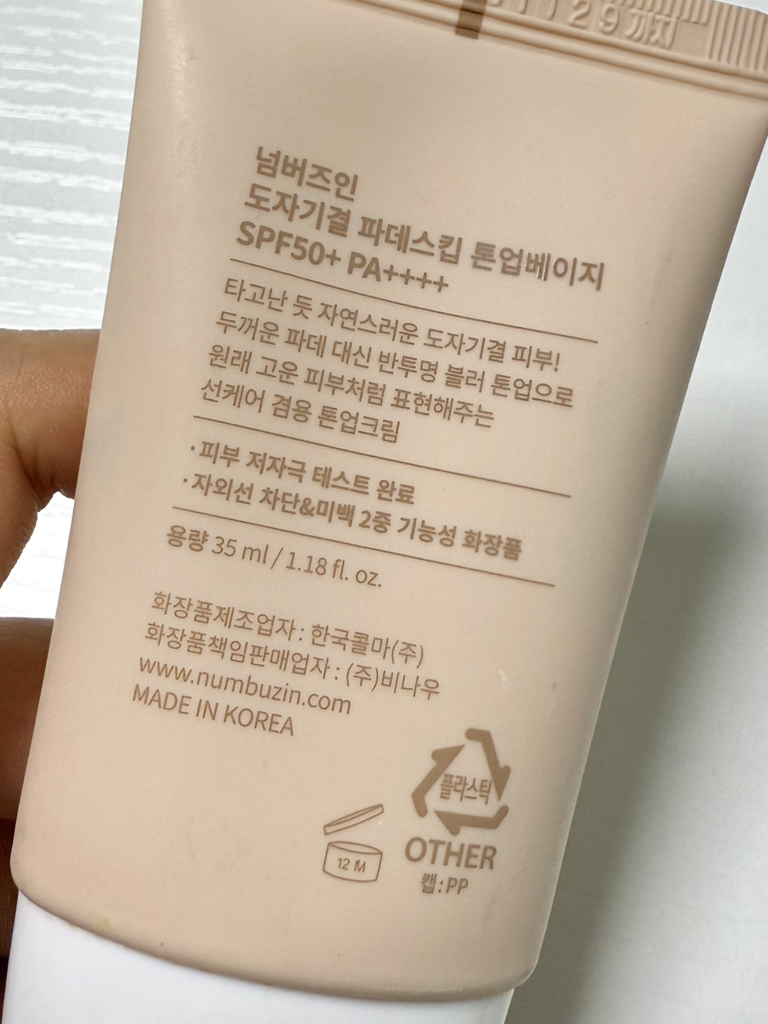 1129까지
넘버즈인
도자기결 파데스킵 톤업베이지
SPF50+ PA++++
타고난 듯 자연스러운 도자기결 피부!
두꺼운 파데 대신 반투명 블러 톤업으로
원래 고운 피부처럼 표현해주는
선케어 겸용 톤업크림
·피부 저자극 테스트 완료
·자외선 차단&미백 2중 기능성 화장품
용량 35 ml / 1.18 fl. oz.
화장품제조업자 : 한국콜마(주)
화장품책임판매업자 : (주)비나우
www.numbuzin.com
MADE IN KOREA
플라스틱
OTHER
캡:PP
12 M